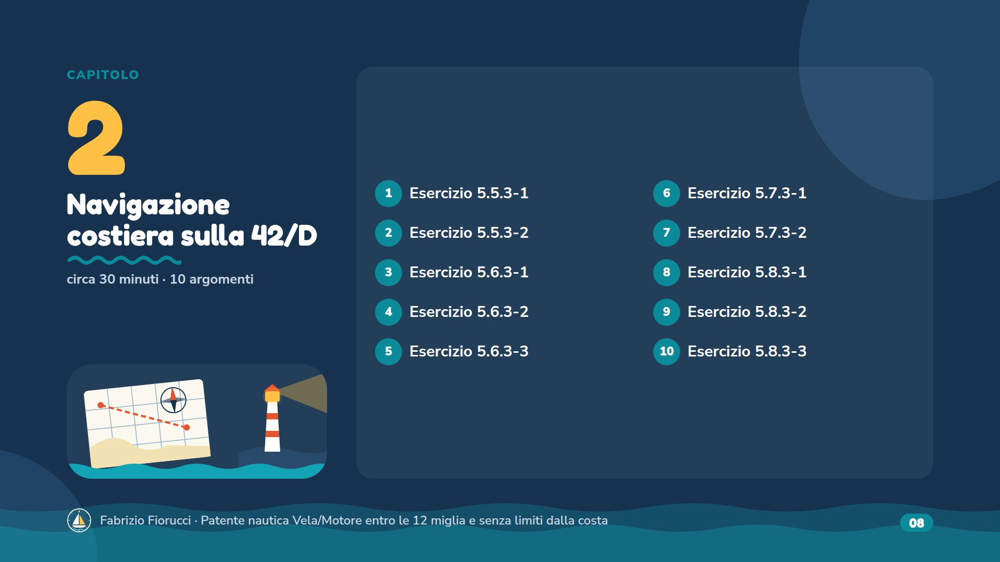 CAPITOLO
2
Navigazione
costiera sulla 42/D
circa 30 minuti · 10 argomenti
1 Esercizio 5.5.3-1
2 Esercizio 5.5.3-2
3 Esercizio 5.6.3-1
4 Esercizio 5.6.3-2
5 Esercizio 5.6.3-3
6 Esercizio 5.7.3-1
7 Esercizio 5.7.3-2
8 Esercizio 5.8.3-1
9 Esercizio 5.8.3-2
10 Esercizio 5.8.3-3
Fabrizio Fiorucci · Patente nautica Vela/Motore entro le 12 miglia e senza limiti dalla costa
08